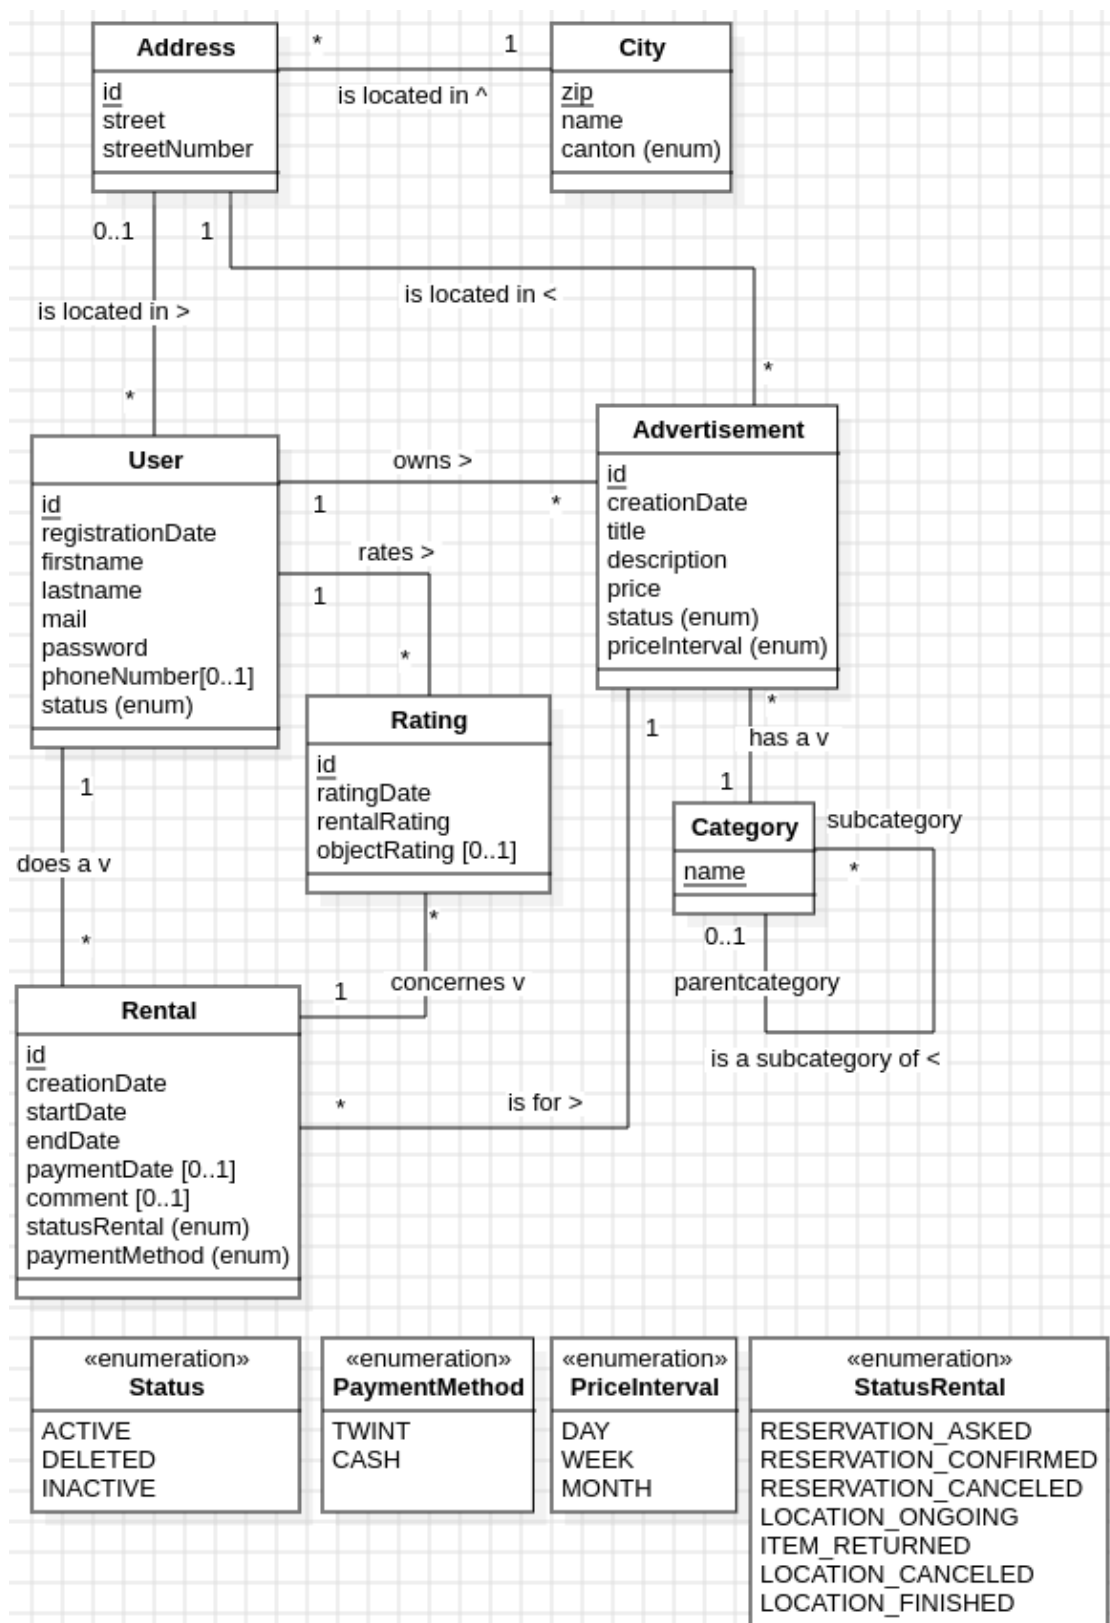 Address
id
street
streetNumber
* 1
is located in ^
City
zip
name
canton (enum)
0..1 1
is located in >
*
is located in <
*
User
id
registrationDate
firstname
lastname
mail
password
phoneNumber[0..1]
status (enum)
owns >
1 *
rates >
1
*
Advertisement
id
creationDate
title
description
price
status (enum)
priceInterval (enum)
Rating
id
ratingDate
rentalRating
objectRating [0..1]
1
*
has a v
1
Category
name
subcategory
*
0..1
parentcategory
is a subcategory of <
1
does a v
*
*
concernes v
1
Rental
id
creationDate
startDate
endDate
paymentDate [0..1]
comment [0..1]
statusRental (enum)
paymentMethod (enum)
* is for >
«enumeration»
Status
ACTIVE
DELETED
INACTIVE
«enumeration»
PaymentMethod
TWINT
CASH
«enumeration»
PriceInterval
DAY
WEEK
MONTH
«enumeration»
StatusRental
RESERVATION_ASKED
RESERVATION_CONFIRMED
RESERVATION_CANCELED
LOCATION_ONGOING
ITEM_RETURNED
LOCATION_CANCELED
LOCATION_FINISHED